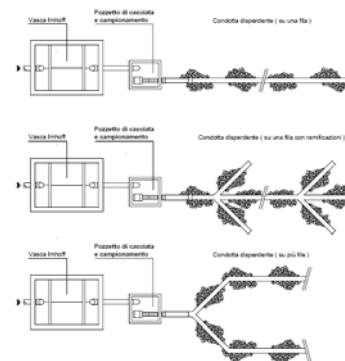 Vasca Imhoff
Pozzetto di cacciata
e campionamento
Condotta disperdente ( su una fila )
Vasca Imhoff
Pozzetto di cacciata
e campionamento
Condotta disperdente ( su una fila con ramificazioni )
Vasca Imhoff
Pozzetto di cacciata
e campionamento
Condotta disperdente ( su più file )